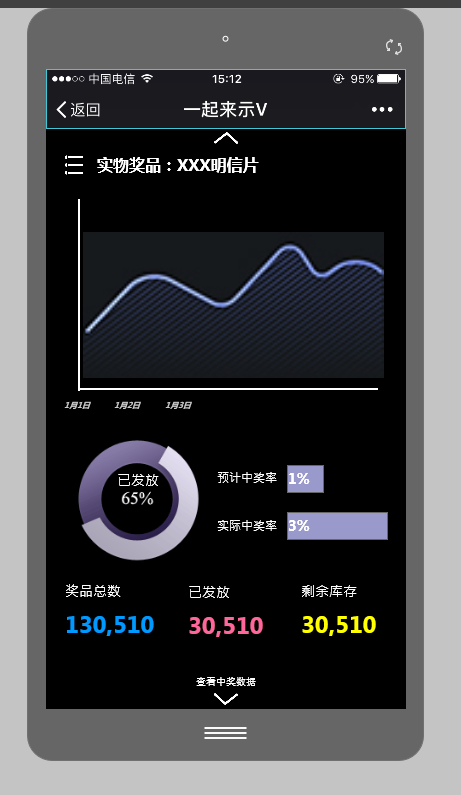 中国电信 15:12 95%
返回 一起来示V
实物奖品：XXX明信片
1月1日 1月2日 1月3日
已发放
65%
预计中奖率 1%
实际中奖率 3%
奖品总数 已发放 剩余库存
130,510 30,510 30,510
查看中奖数据